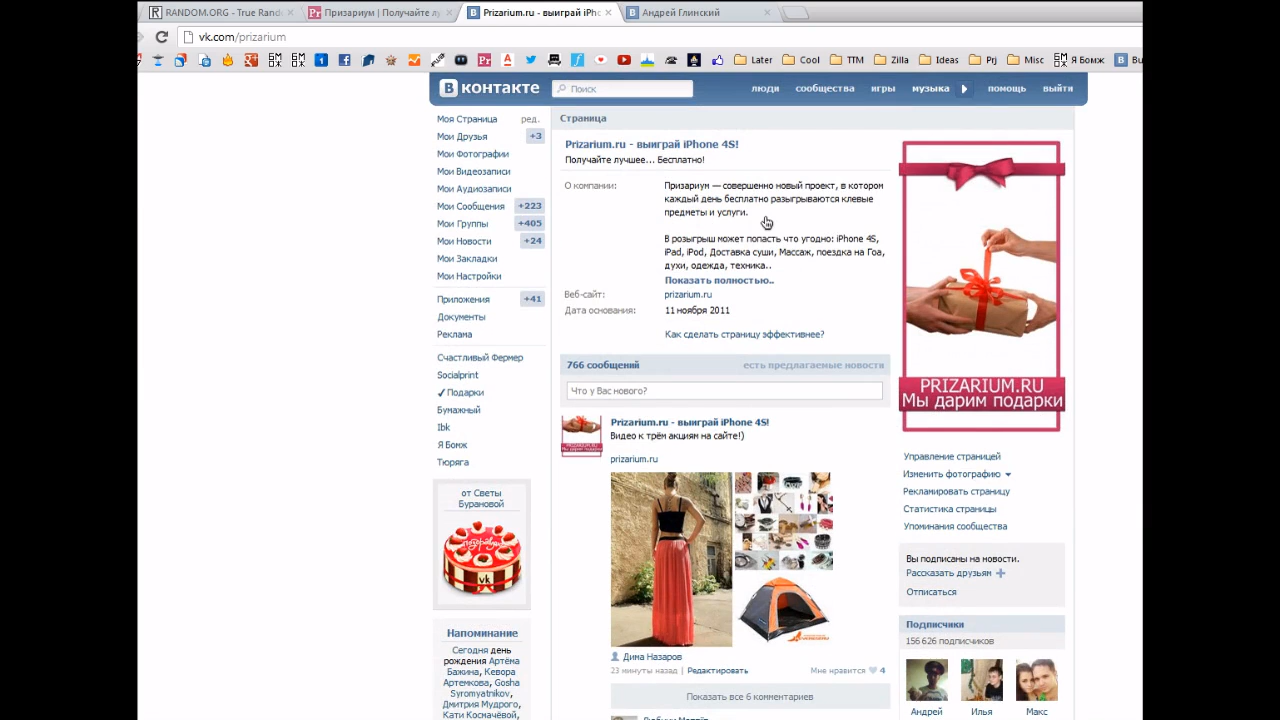 RANDOM.ORG - True Rand
Призариум | Получайте лу
Prizarium.ru - выиграй iPho
Андрей Глинский
vk.com/prizarium
Later
Cool
TTM
Zilla
Ideas
Prj
Misc
Я Бомж
Bu
В контакте
Поиск
люди
сообщества
игры
музыка
помощь
выйти
Моя Страница ред.
Мои Друзья +3
Мои Фотографии
Мои Видеозаписи
Мои Аудиозаписи
Мои Сообщения +223
Мои Группы +405
Мои Новости +24
Мои Закладки
Мои Настройки
Приложения +41
Документы
Реклама
Счастливый Фермер
Socialprint
Подарки
Бумажный
Ibk
Я Бомж
Тюряга
от Светы
Бурановой
vk
Напоминание
Сегодня день
рождения Артёма
Бажина, Кевора
Артемкова, Gosha
Syromyatnikov,
Дмитрия Мудрого,
Кати Космачёвой,
Страница
Prizarium.ru - выиграй iPhone 4S!
Получайте лучшее... Бесплатно!
О компании:
Призариум — совершенно новый проект, в котором
каждый день бесплатно разыгрываются клевые
предметы и услуги.
В розыгрыш может попасть что угодно: iPhone 4S,
iPad, iPod, Доставка суши, Массаж, поездка на Гоа,
духи, одежда, техника..
Показать полностью..
Веб-сайт: prizarium.ru
Дата основания: 11 ноября 2011
Как сделать страницу эффективнее?
766 сообщений
есть предлагаемые новости
Что у Вас нового?
Prizarium.ru - выиграй iPhone 4S!
Видео к трём акциям на сайте!)
prizarium.ru
Дима Назаров
23 минуты назад | Редактировать
Мне нравится 4
Показать все 6 комментариев
PRIZARIUM.RU
Мы дарим подарки
Управление страницей
Изменить фотографию
Рекламировать страницу
Статистика страницы
Упоминания сообщества
Вы подписаны на новости.
Рассказать друзьям
Отписаться
Подписчики
156 626 подписчиков
Андрей
Илья
Макс